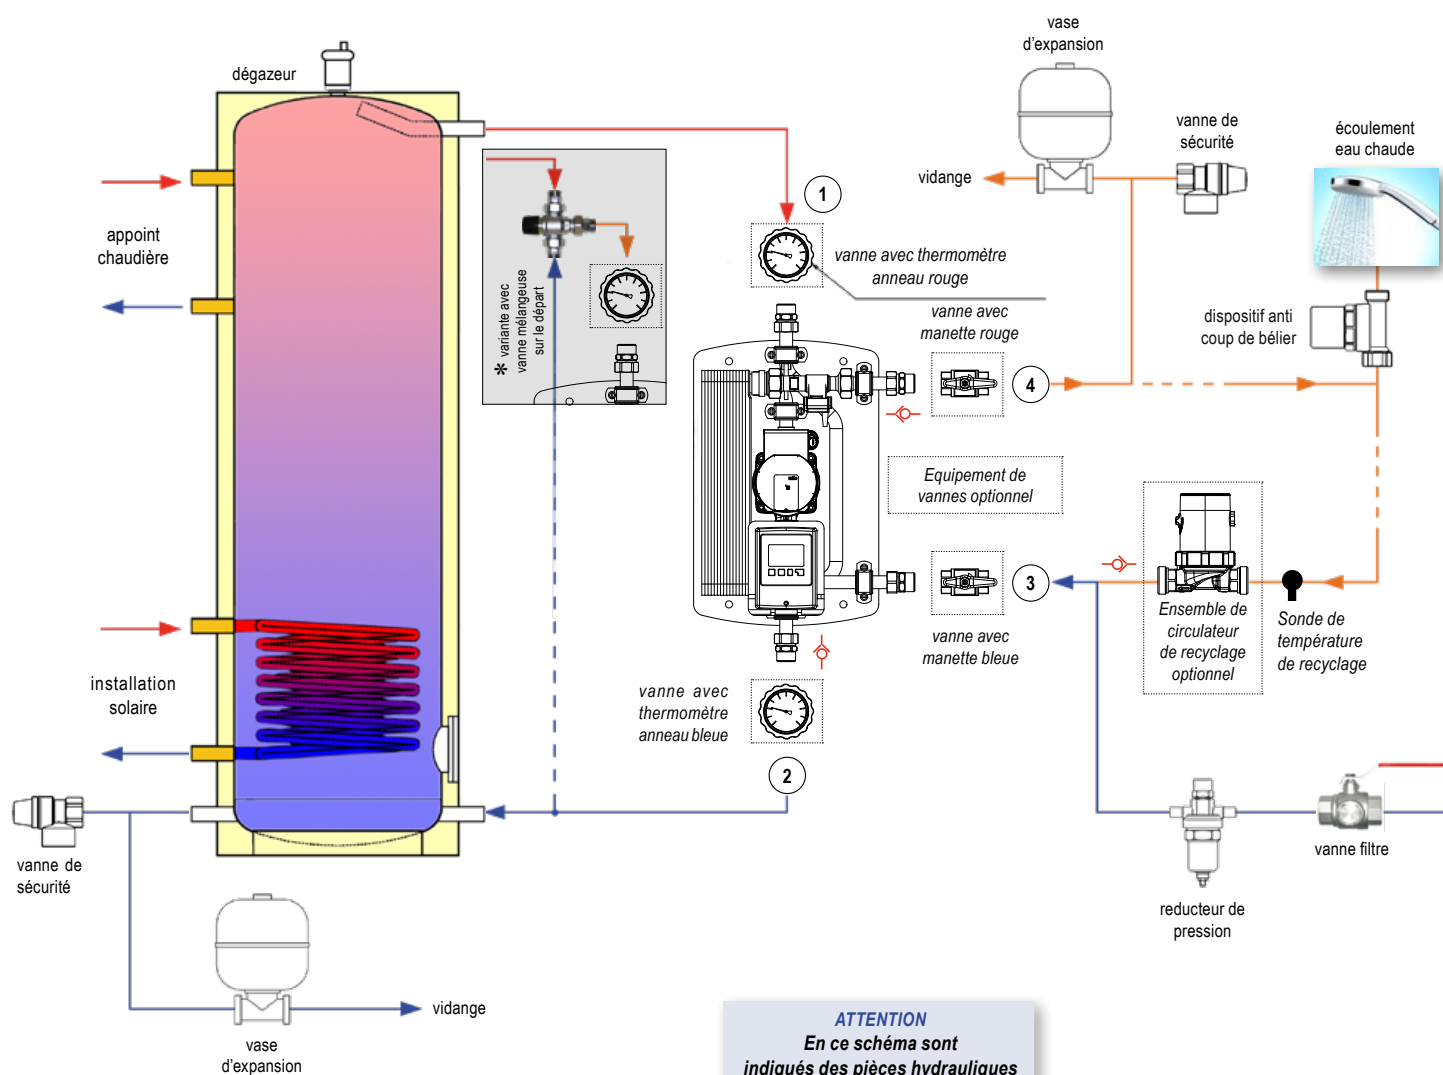 vase
d'expansion
dégazeur
vanne de
sécurité
écoulement
eau chaude
vidange
1
appoint
chaudière
vanne avec thermomètre
anneau rouge
* variante avec
vanne mélangeuse
sur le départ
vanne avec
manette rouge
dispositif anti
coup de bélier
4
Equipement de
vannes optionnel
3
Ensemble de
circulateur
de recyclage
optionnel
Sonde de
température
de recyclage
vanne avec
manette bleue
installation
solaire
vanne avec
thermomètre
anneau bleue
2
vanne de
sécurité
vanne filtre
reducteur de
pression
vidange
vase
d'expansion
ATTENTION
En ce schéma sont
indiqués des pièces hydrauliques